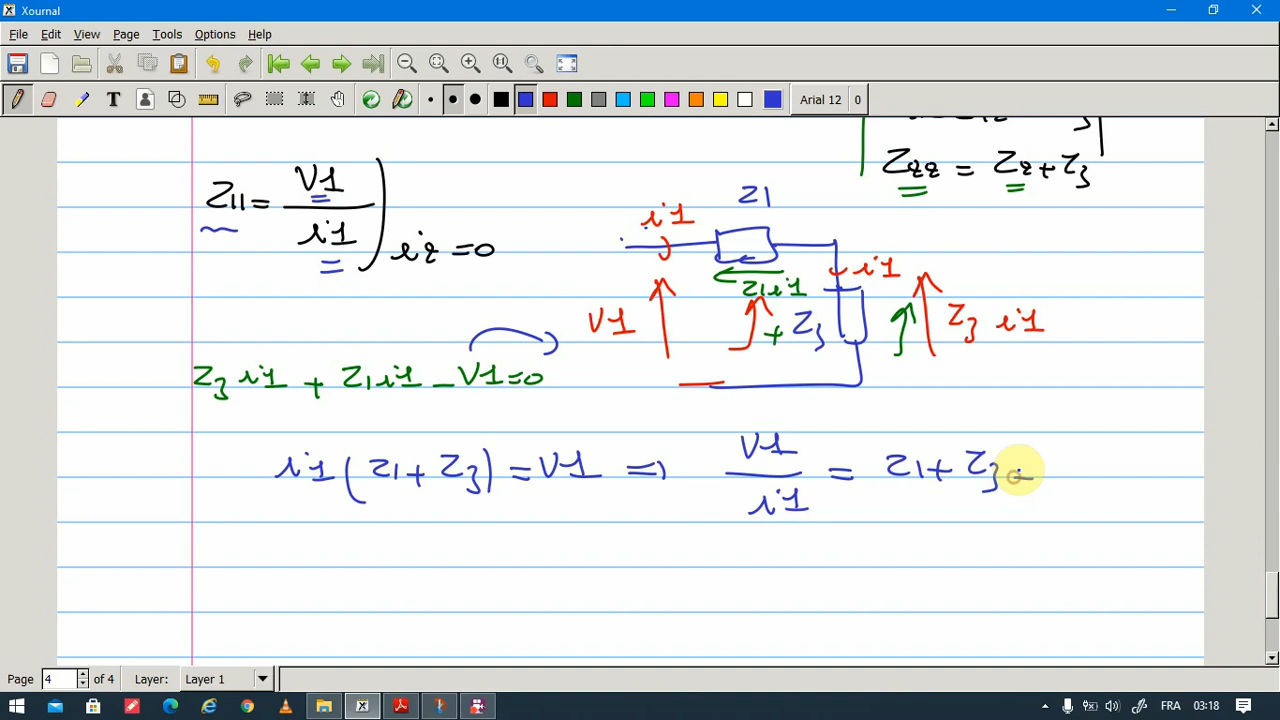 Xournal
File Edit View Page Tools Options Help
Arial 12 0
Z22 = Z2 + Z3
Z11 = V1 / i1 ) i2 = 0
Z1
i1
i1
Z1i1
V1
+ Z3
Z3 i1
Z3 i1 + Z1i1 - V1 = 0
i1 (Z1 + Z3) = V1 => V1 / i1 = Z1 + Z3 =
Page 4 of 4 Layer: Layer 1
FRA 03:18